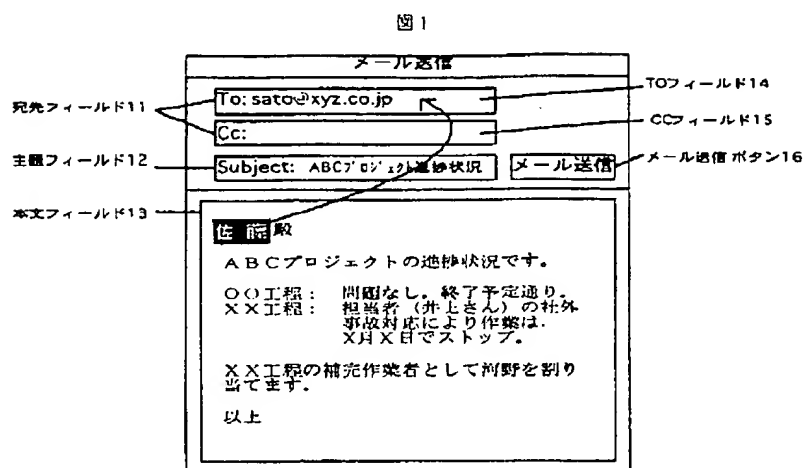 図1
メール送信
To: sato@xyz.co.jp
TOフィールド14
宛先フィールド11
Cc:
CCフィールド15
主題フィールド12
Subject: ABCプロジェクト進捗状況
メール送信
メール送信ボタン16
本文フィールド13
佐藤殿
ABCプロジェクトの進捗状況です。
○○工程： 問題なし。終了予定通り。
××工程： 担当者（井上さん）の社外
事故対応により作業は、
X月X日でストップ。
××工程の補充作業者として河野を割り
当てます。
以上